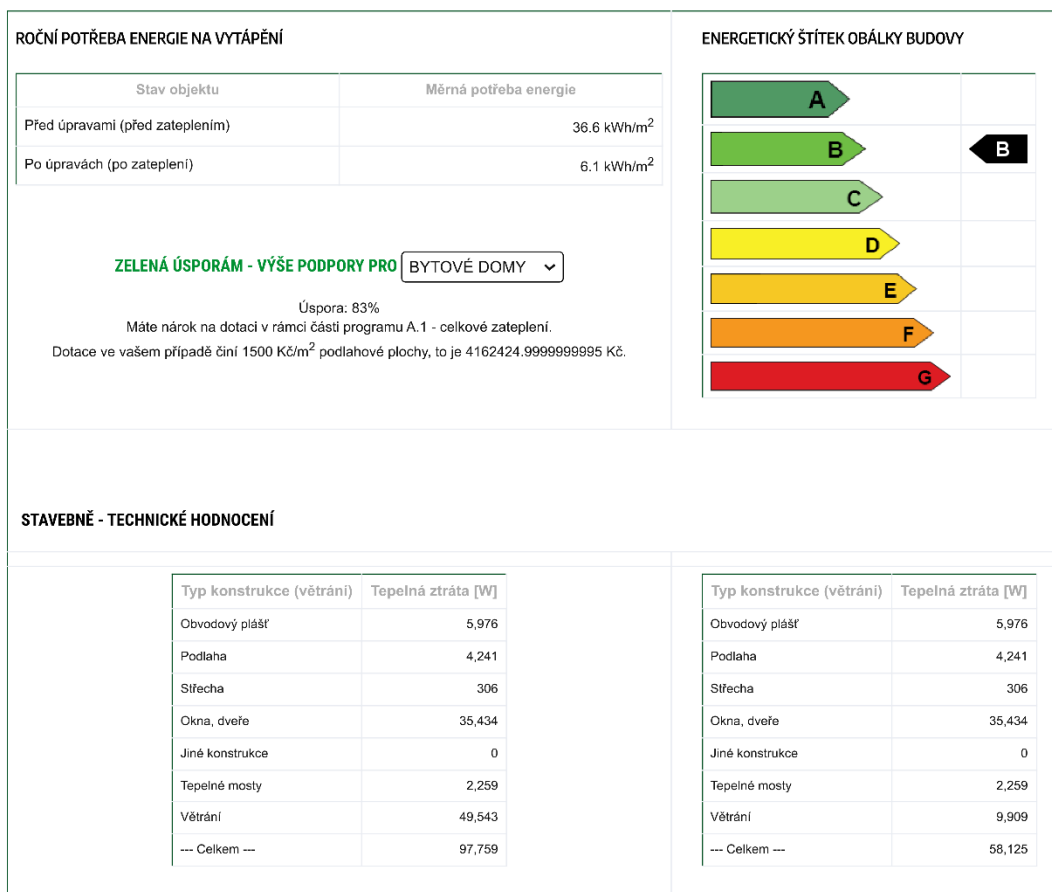 ROČNÍ POTŘEBA ENERGIE NA VYTÁPĚNÍ
Stav objektu Měrná potřeba energie
Před úpravami (před zateplením) 36.6 kWh/m²
Po úpravách (po zateplení) 6.1 kWh/m²
ZELENÁ ÚSPORÁM - VÝŠE PODPORY PRO BYTOVÉ DOMY
Úspora: 83%
Máte nárok na dotaci v rámci části programu A.1 - celkové zateplení.
Dotace ve vašem případě činí 1500 Kč/m² podlahové plochy, to je 4162424.9999999995 Kč.
ENERGETICKÝ ŠTÍTEK OBÁLKY BUDOVY
A
B B
C
D
E
F
G
STAVEBNĚ - TECHNICKÉ HODNOCENÍ
Typ konstrukce (větrání) Tepelná ztráta [W]
Obvodový plášť 5,976
Podlaha 4,241
Střecha 306
Okna, dveře 35,434
Jiné konstrukce 0
Tepelné mosty 2,259
Větrání 49,543
--- Celkem --- 97,759
Typ konstrukce (větrání) Tepelná ztráta [W]
Obvodový plášť 5,976
Podlaha 4,241
Střecha 306
Okna, dveře 35,434
Jiné konstrukce 0
Tepelné mosty 2,259
Větrání 9,909
--- Celkem --- 58,125